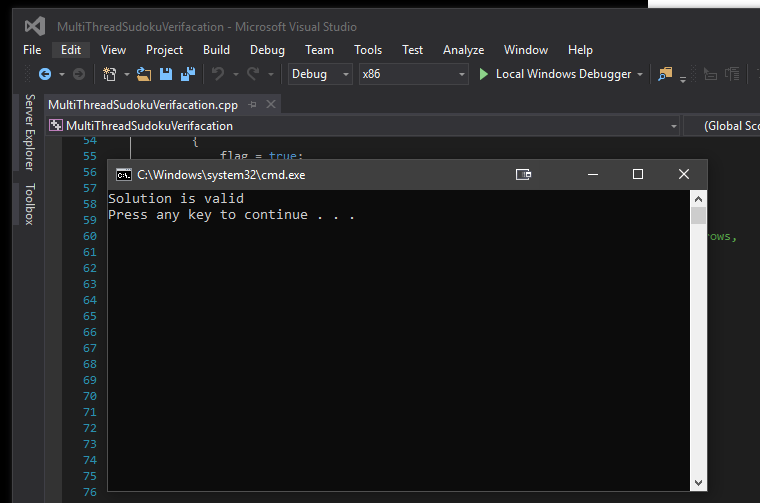 MultiThreadSudokuVerifacation - Microsoft Visual Studio
File Edit View Project Build Debug Team Tools Test Analyze Window Help
Debug x86 Local Windows Debugger
Server Explorer
Toolbox
MultiThreadSudokuVerifacation.cpp
MultiThreadSudokuVerifacation (Global Sco
54 {
55 flag = true;
56
C:\Windows\system32\cmd.exe
57
58
Solution is valid
59
Press any key to continue . . .
60 rows,
61
62
63
64
65
66
67
68
69
70
71
72
73
74
75
76